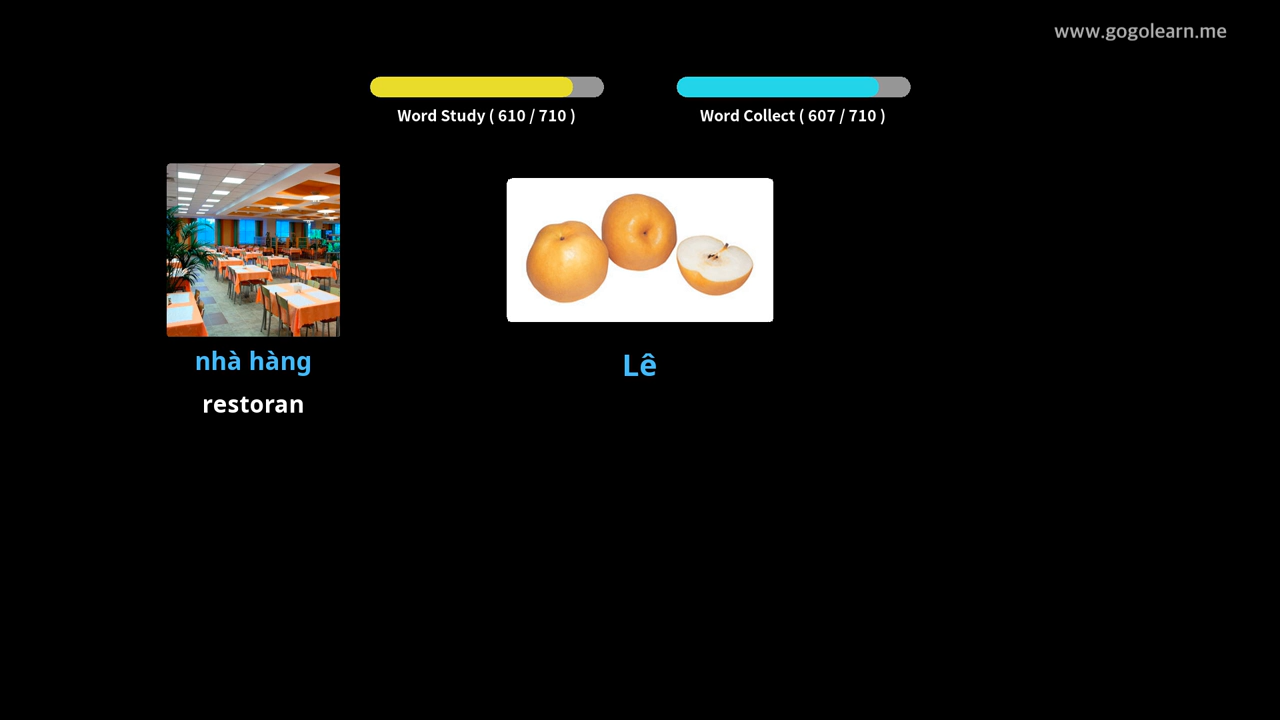 www.gogolearn.me
Word Study ( 610 / 710 )
Word Collect ( 607 / 710 )
nhà hàng
restoran
Lê